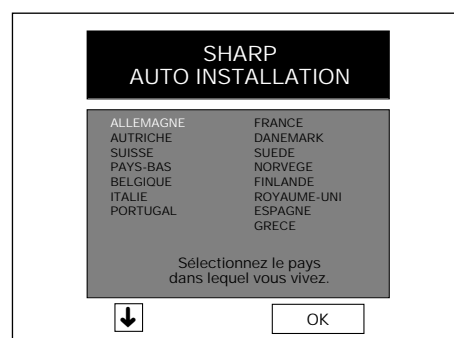 SHARP
AUTO INSTALLATION
ALLEMAGNE
AUTRICHE
SUISSE
PAYS-BAS
BELGIQUE
ITALIE
PORTUGAL
FRANCE
DANEMARK
SUEDE
NORVEGE
FINLANDE
ROYAUME-UNI
ESPAGNE
GRECE
Sélectionnez le pays
dans lequel vous vivez.
OK